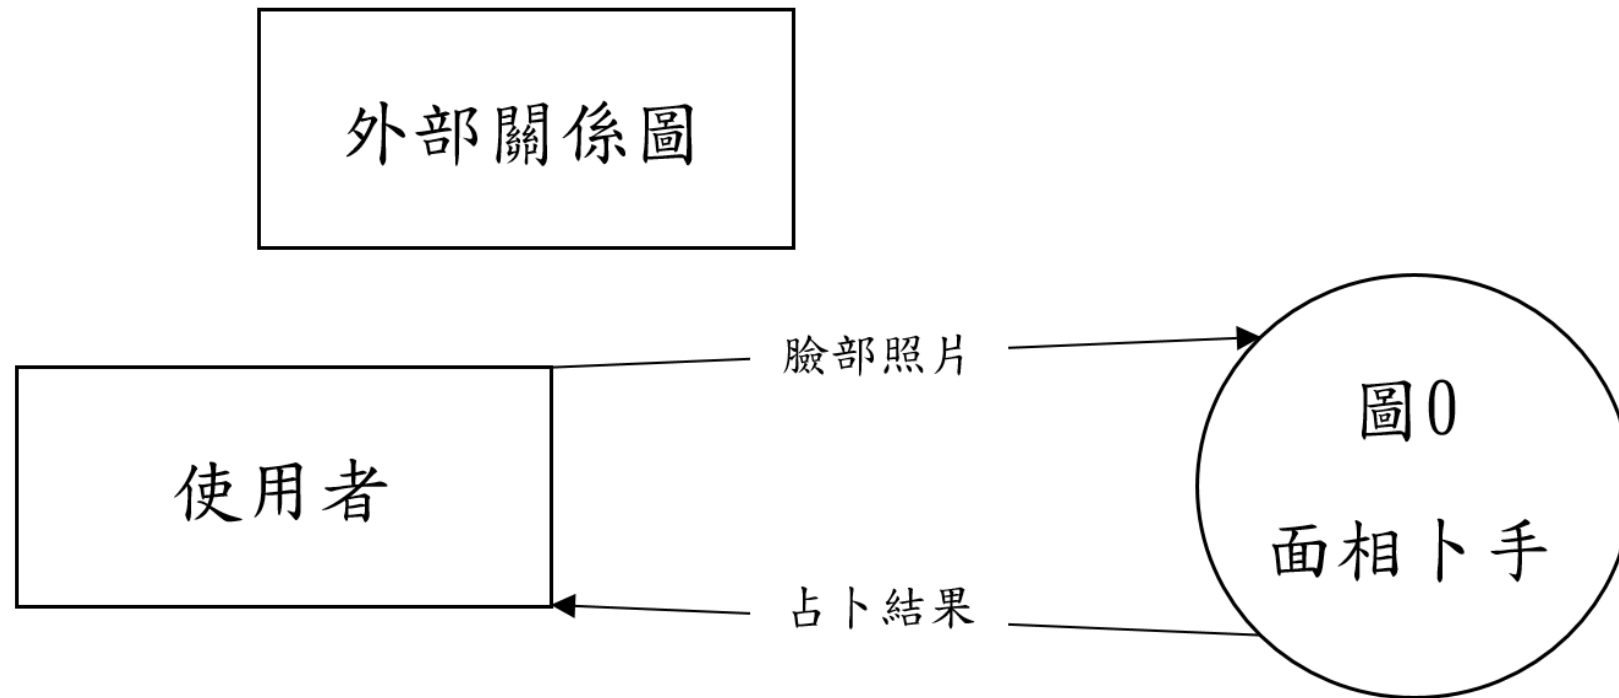 外部關係圖
臉部照片
使用者
圖0
面相卜手
占卜結果